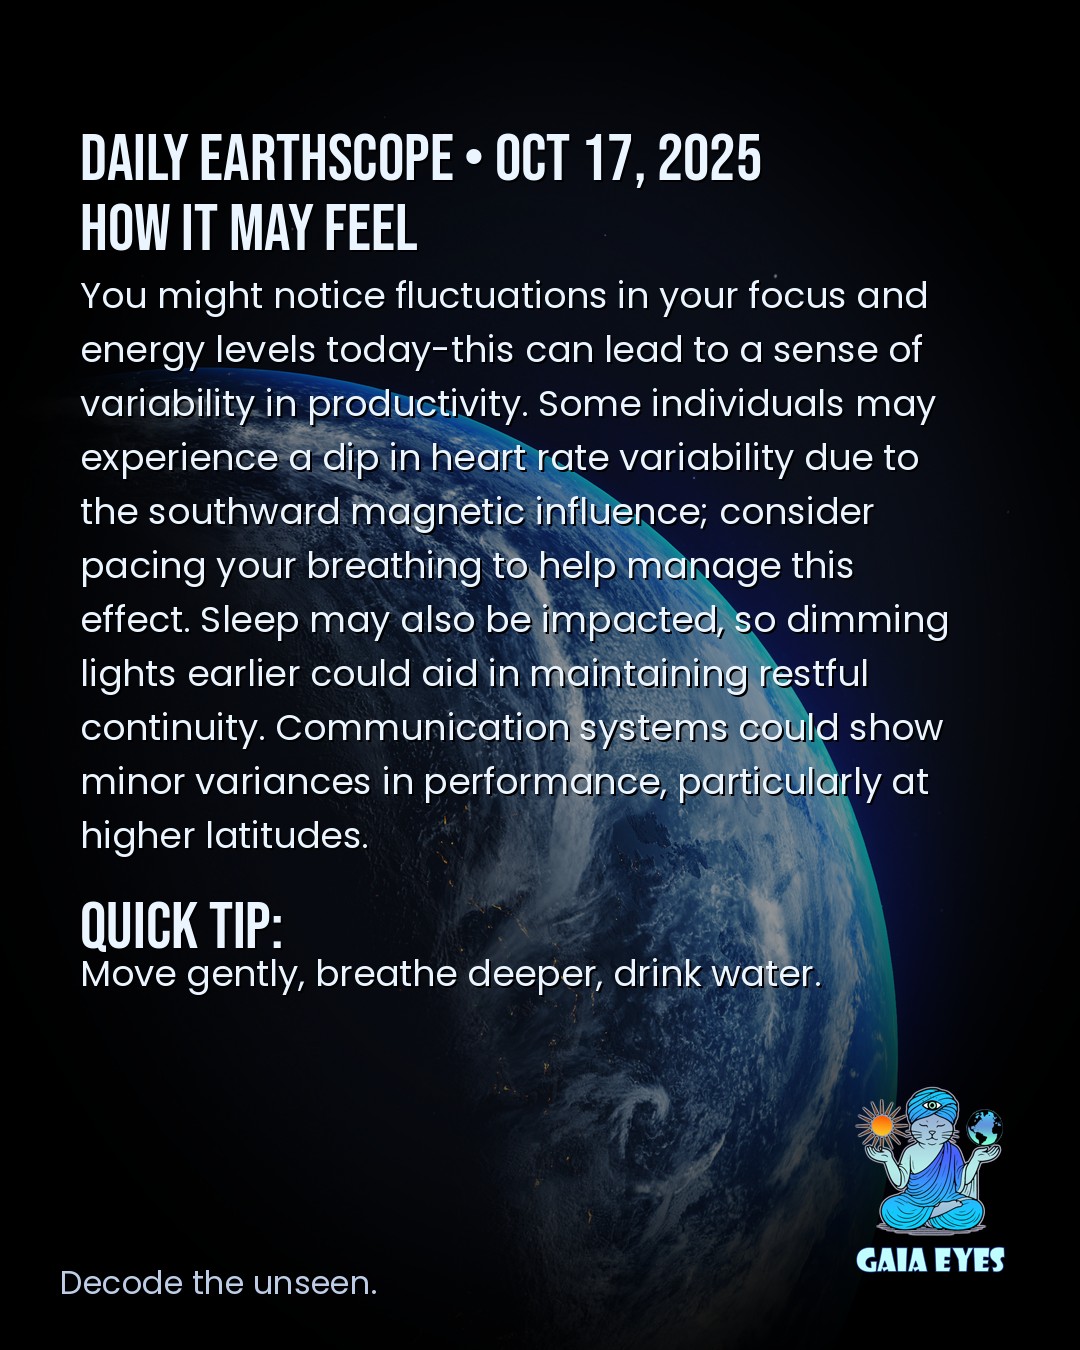 DAILY EARTHSCOPE • OCT 17, 2025
HOW IT MAY FEEL
You might notice fluctuations in your focus and
energy levels today-this can lead to a sense of
variability in productivity. Some individuals may
experience a dip in heart rate variability due to
the southward magnetic influence; consider
pacing your breathing to help manage this
effect. Sleep may also be impacted, so dimming
lights earlier could aid in maintaining restful
continuity. Communication systems could show
minor variances in performance, particularly at
higher latitudes.
QUICK TIP:
Move gently, breathe deeper, drink water.
GAIA EYES
Decode the unseen.